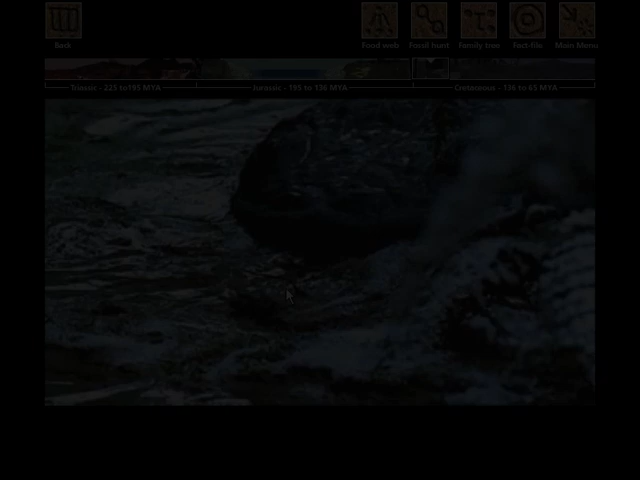 Back
Food web
Fossil hunt
Family tree
Fact-file
Main Menu
Triassic - 225 to 195 MYA
Jurassic - 195 to 136 MYA
Cretaceous - 136 to 65 MYA